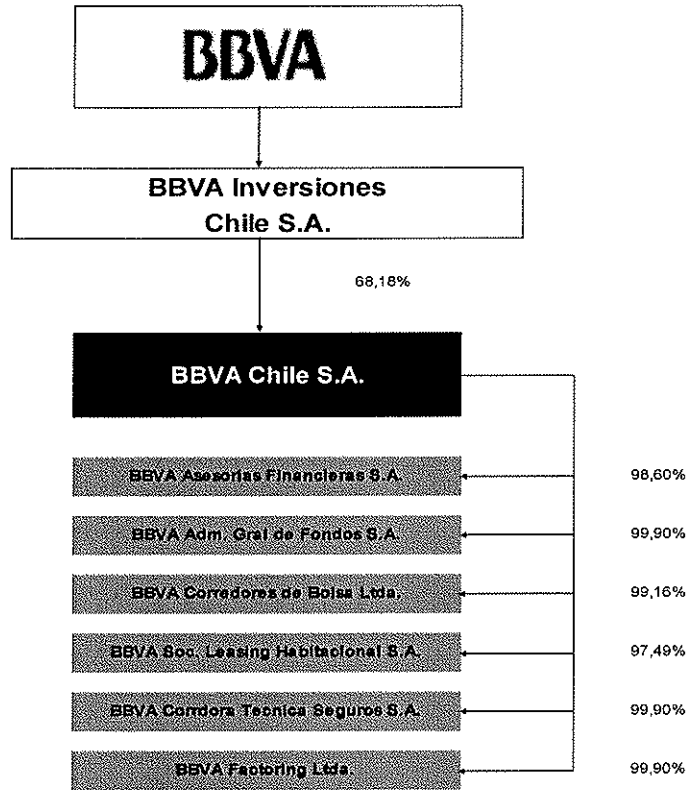 BBVA
BBVA Inversiones
Chile S.A.
68,18%
BBVA Chile S.A.
BBVA Asesorias Financieras S.A. 98,60%
BBVA Adm. Gral de Fondos S.A. 99,90%
BBVA Corredores de Bolsa Ltda. 99,16%
BBVA Soc. Leasing Habitacional S.A. 97,49%
BBVA Corrdora Tecnica Seguros S.A. 99,90%
BBVA Factoring Ltda. 99,90%